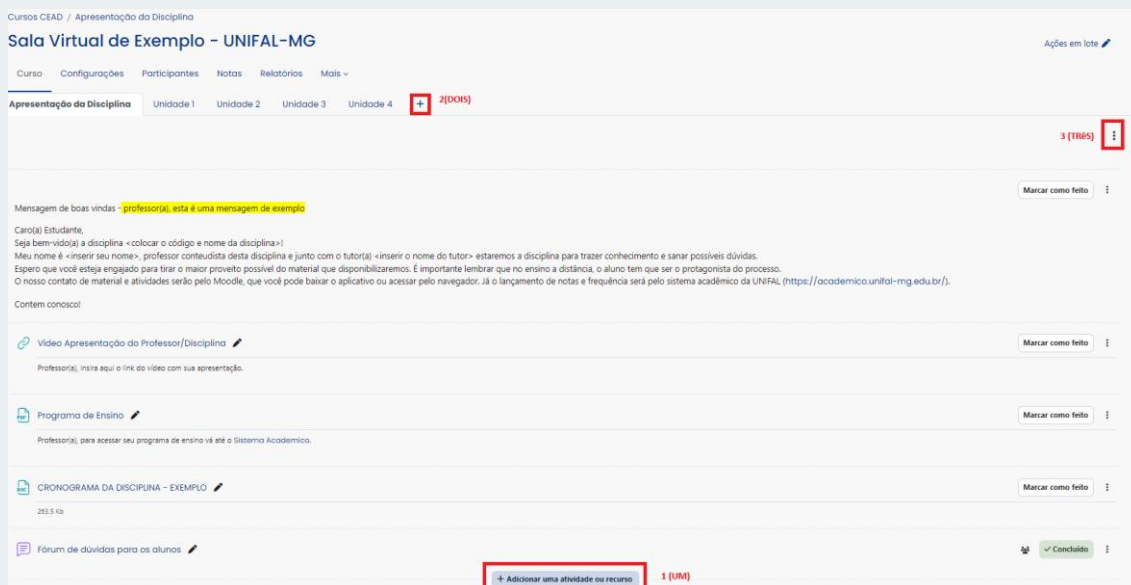 Cursos CEAD / Apresentação da Disciplina
Sala Virtual de Exemplo - UNIFAL-MG
Ações em lote
Curso Configurações Participantes Notas Relatórios Mais
Apresentação da Disciplina Unidade 1 Unidade 2 Unidade 3 Unidade 4 + 2(DOIS)
3 (TRêS)
Marcar como feito
Mensagem de boas vindas - professor(a), esta é uma mensagem de exemplo
Caro(a) Estudante,
Seja bem-vido(a) a disciplina <colocar o código e nome da disciplina>!
Meu nome é <inserir seu nome>, professor conteudista desta disciplina e junto com o tutor(a) <inserir o nome do tutor> estaremos a disciplina para trazer conhecimento e sanar possíveis dúvidas.
Espero que você esteja engajado para tirar o maior proveito possível do material que disponibilizaremos. É importante lembrar que no ensino a distância, o aluno tem que ser o protagonista do processo.
O nosso contato de material e atividades serão pelo Moodle, que você pode baixar o aplicativo ou acessar pelo navegador. Já o lançamento de notas e frequência será pelo sistema acadêmico da UNIFAL (https://academico.unifal-mg.edu.br/).
Contem conosco!
Vídeo Apresentação do Professor/Disciplina Marcar como feito
Professor(a), insira aqui o link do vídeo com sua apresentação.
PDF Programa de Ensino Marcar como feito
Professor(a), para acessar seu programa de ensino vá até o Sistema Academico.
DOC CRONOGRAMA DA DISCIPLINA - EXEMPLO Marcar como feito
263.5 Kb
Fórum de dúvidas para os alunos Concluído
+ Adicionar uma atividade ou recurso 1 (UM)